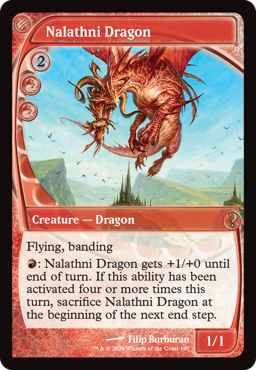 Nalathni Dragon
2
Creature — Dragon
Flying, banding
: Nalathni Dragon gets +1/+0 until
end of turn. If this ability has been
activated four or more times this
turn, sacrifice Nalathni Dragon at
the beginning of the next end step.
Filip Burburan
1/1
™ & © 2024 Wizards of the Coast 197